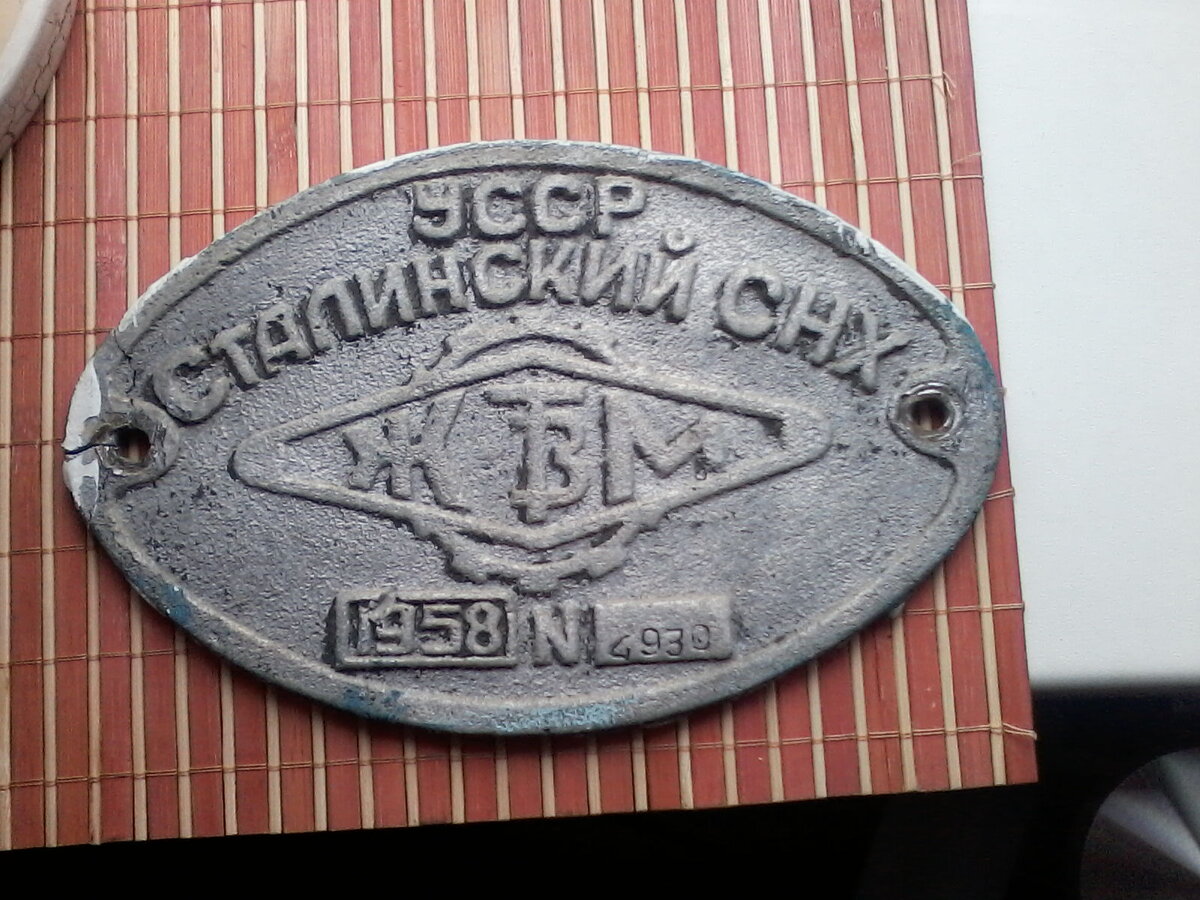 УССР
СТАЛИНСКИЙ СНХ
ЖТВМ
1958 N 4930